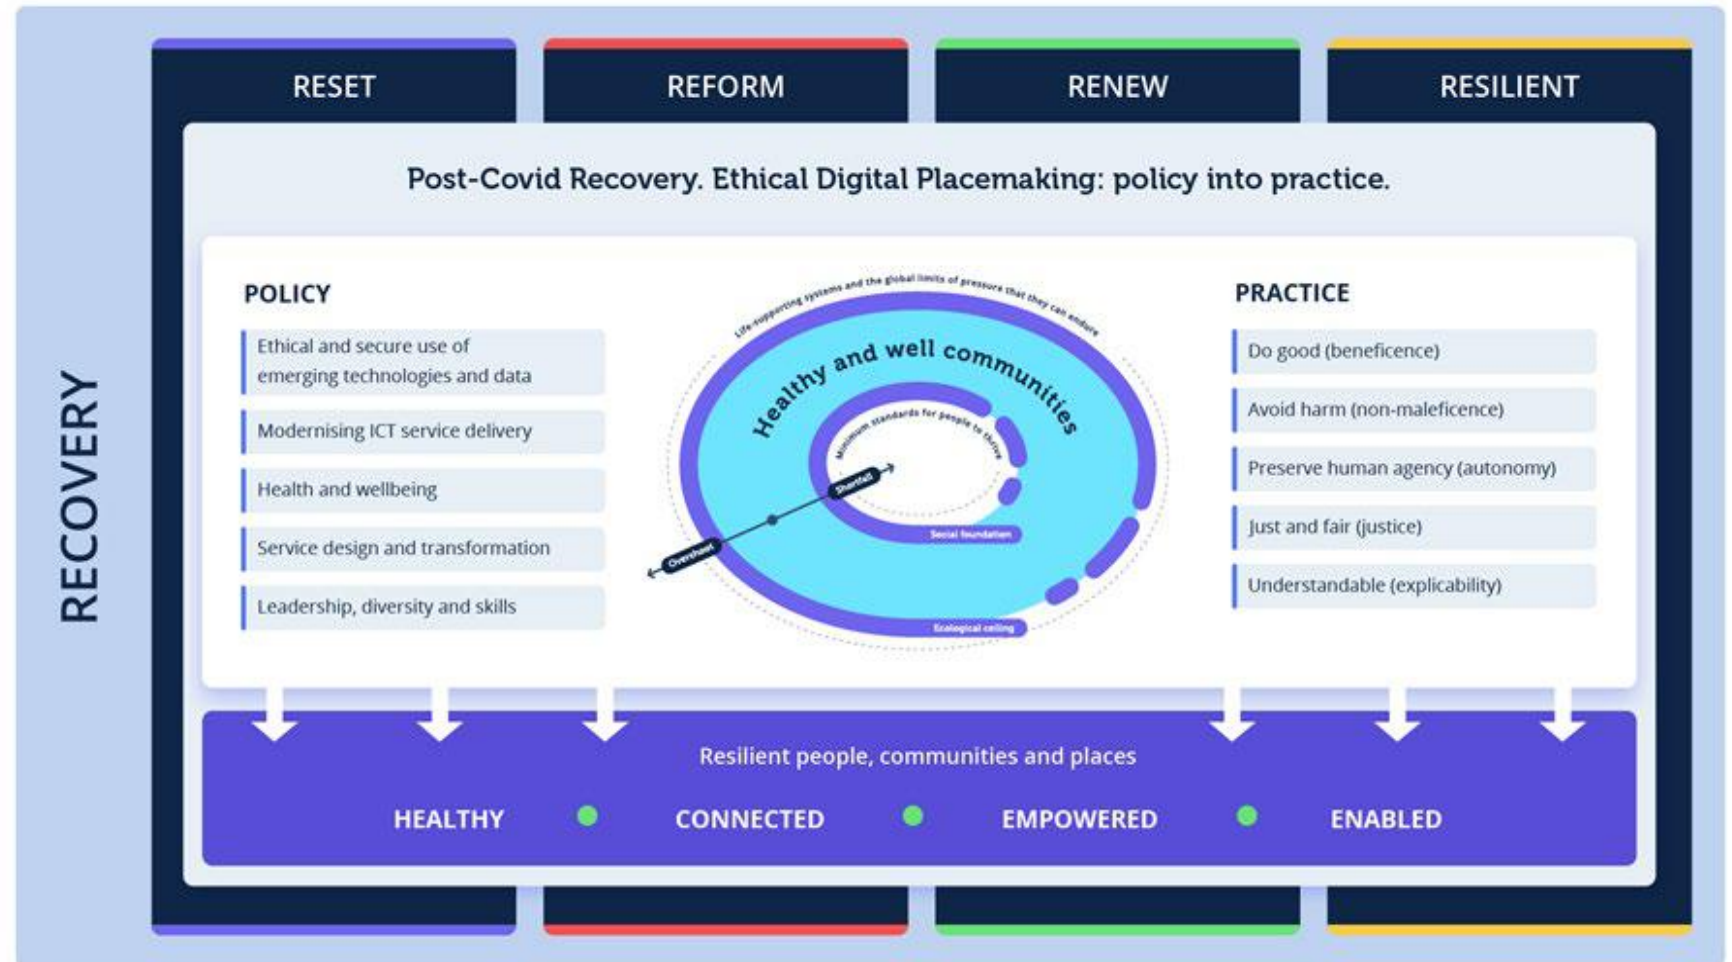 RECOVERY
RESET
REFORM
RENEW
RESILIENT
Post-Covid Recovery. Ethical Digital Placemaking: policy into practice.
POLICY
Ethical and secure use of
emerging technologies and data
Modernising ICT service delivery
Health and wellbeing
Service design and transformation
Leadership, diversity and skills
Life-supporting systems and the global limits of pressure that they can endure
Healthy and well communities
Minimum standards for people to thrive
Shortfall
Overshoot
Social foundation
Ecological ceiling
PRACTICE
Do good (beneficence)
Avoid harm (non-maleficence)
Preserve human agency (autonomy)
Just and fair (justice)
Understandable (explicability)
Resilient people, communities and places
HEALTHY
CONNECTED
EMPOWERED
ENABLED